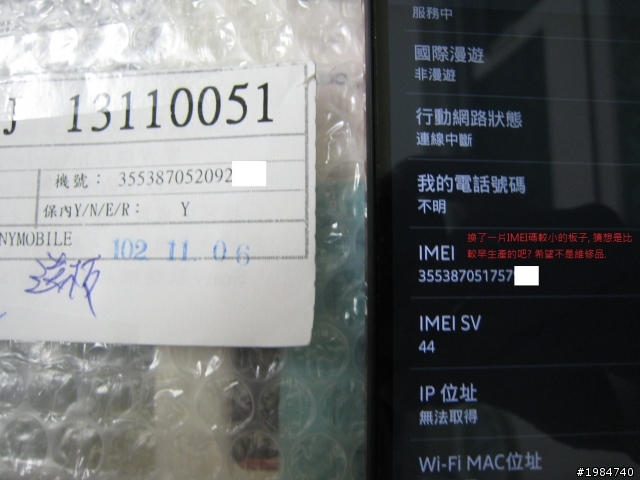 J 13110051
機號: 355387052092
保內Y/N/E/R: Y
NYMOBILE 102 11 06
送板
服務中
國際漫遊
非漫遊
行動網路狀態
連線中斷
我的電話號碼
不明
換了一片IMEI碼較小的板子, 猜想是比
較早生產的吧? 希望不是維修品.
IMEI
355387051757
IMEI SV
44
IP 位址
無法取得
Wi-Fi MAC位址
#1984740